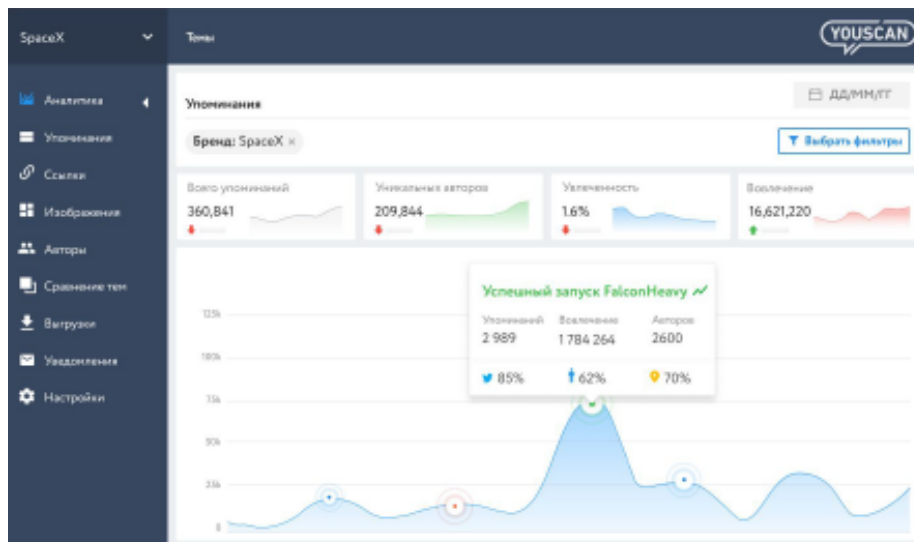 SpaceX
Темы
YOUSCAN
Аналитика
Упоминания
Ссылки
Изображения
Авторы
Сравнение тем
Выгрузки
Уведомления
Настройки
Упоминания
ДД/ММ/ГГ
Бренд: SpaceX ×
Выбрать фильтры
Всего упоминаний
360,841
Уникальных авторов
209,844
Увлеченность
1.6%
Вовлечение
16,621,220
Успешный запуск FalconHeavy
Упоминаний Вовлечение Авторов
2 989 1 784 264 2600
85% 62% 70%
125k
100k
75k
50k
25k
0